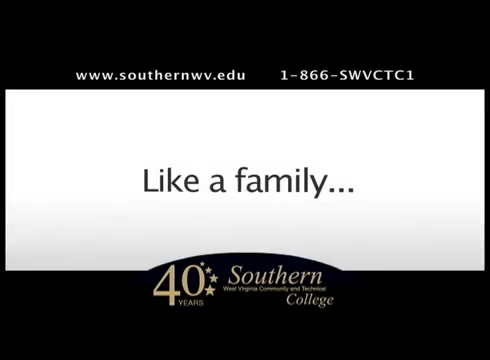 www.southernwv.edu 1-866-SWVCTC1
Like a family...
40 YEARS
Southern
West Virginia Community and Technical
College